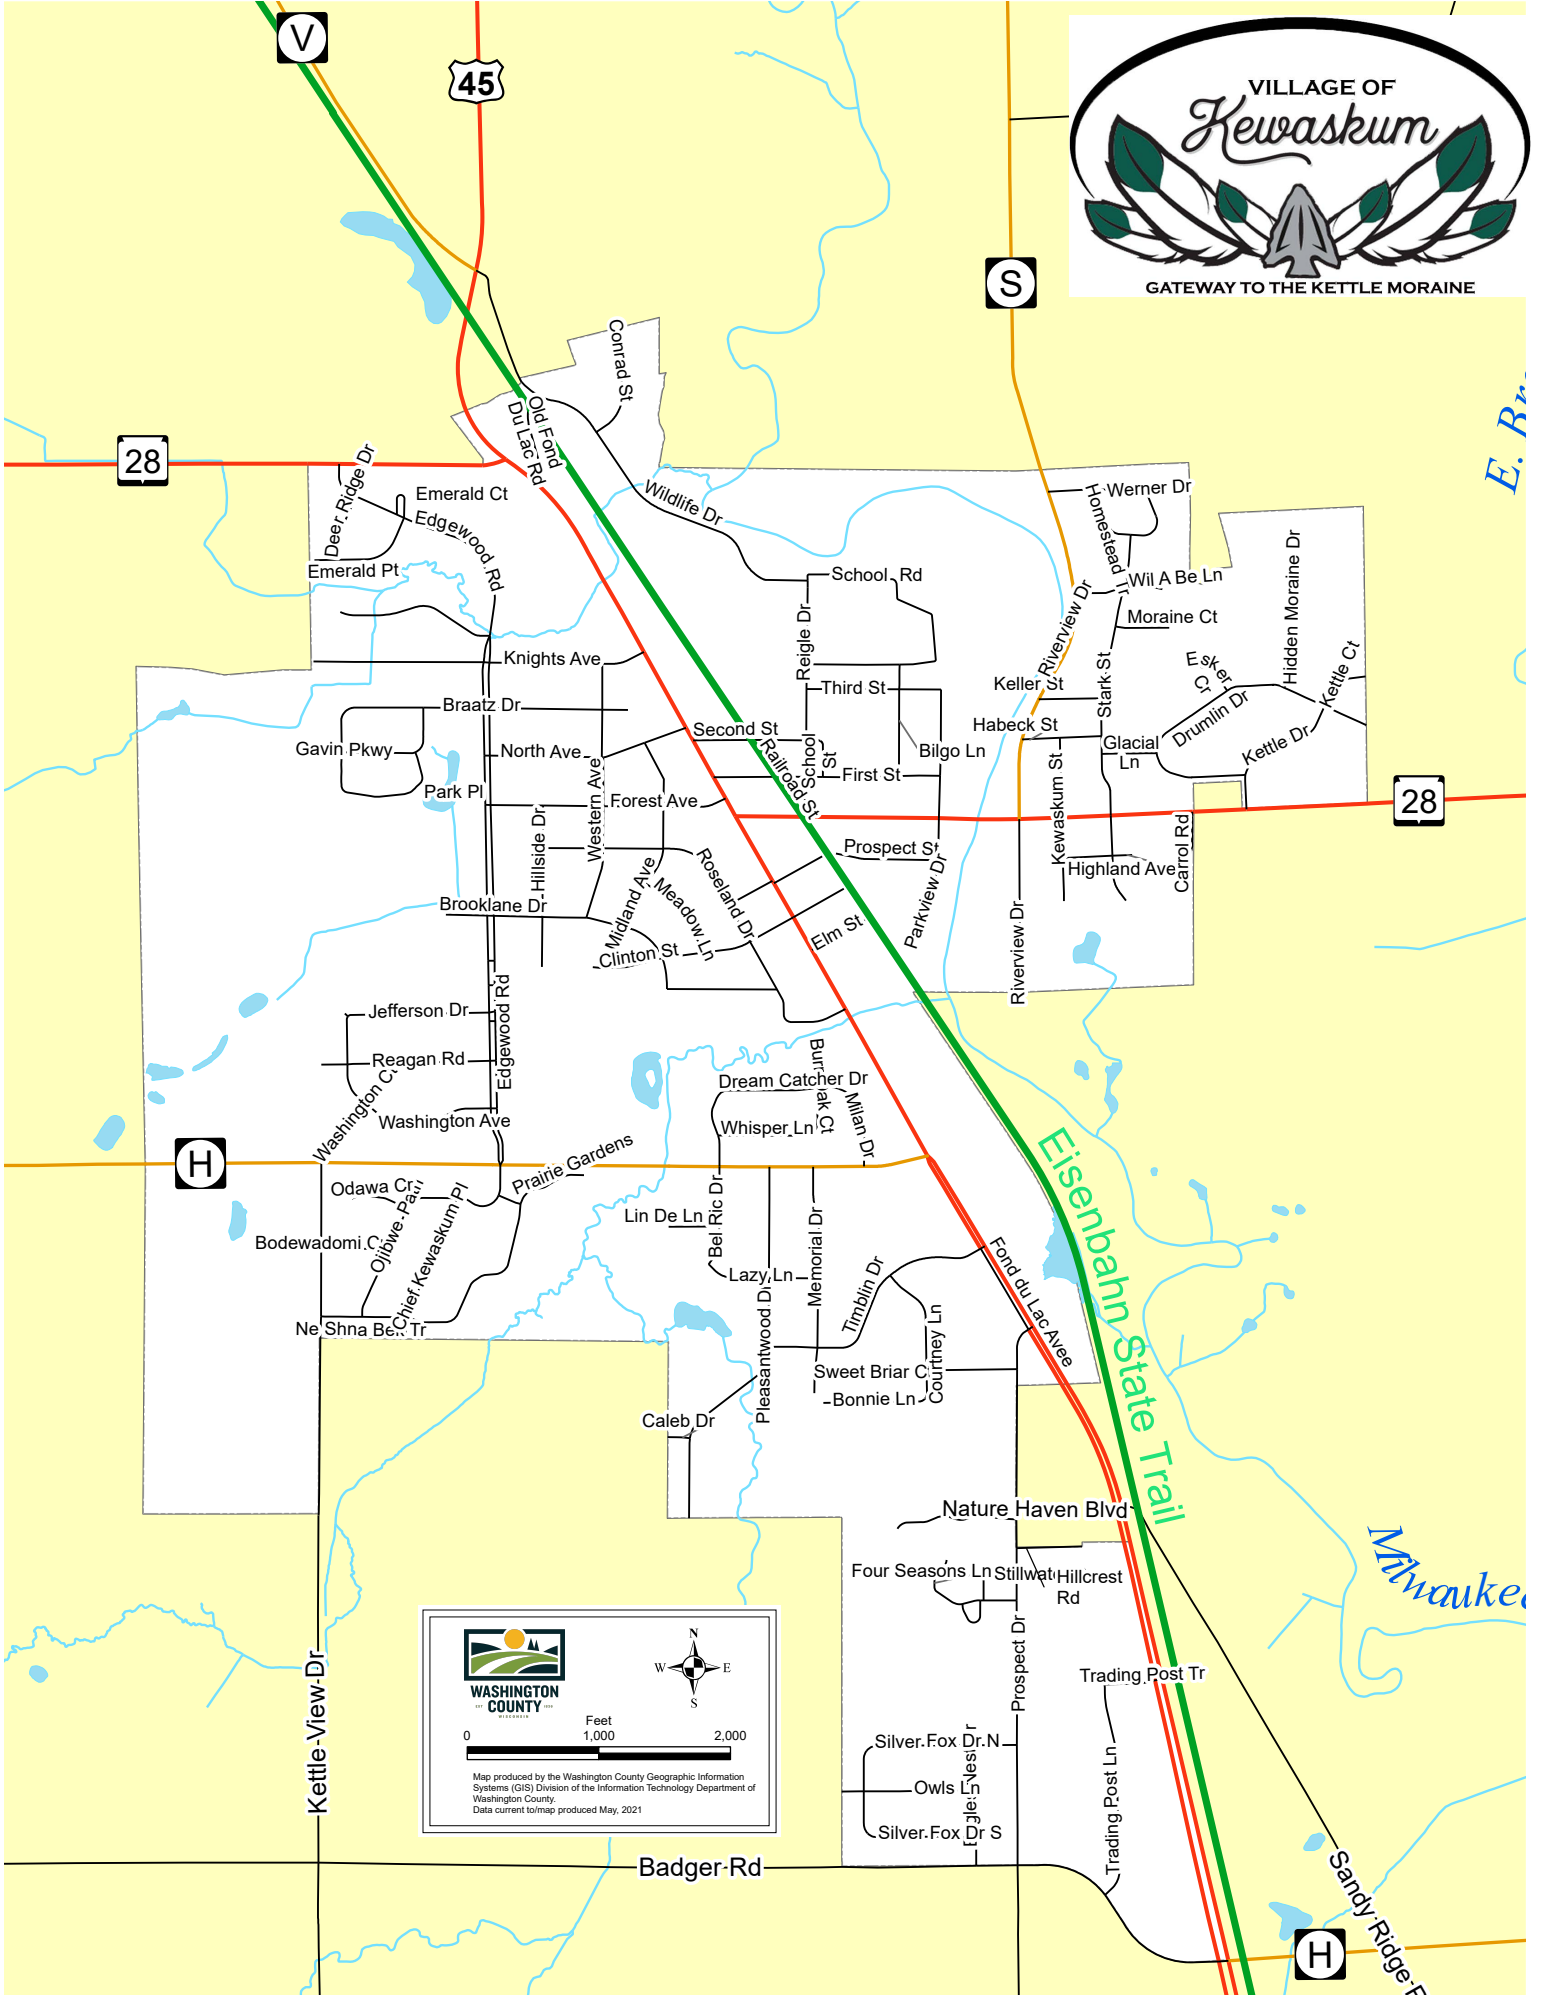 V
45
VILLAGE OF
Kewaskum
GATEWAY TO THE KETTLE MORAINE
S
Conrad St
Old Fond
Du Lac Rd
28
Deer Ridge Dr
Emerald Ct
Edgewood Rd
Emerald Pt
Wildlife Dr
School Rd
Reigle Dr
Homestead Tr
Werner Dr
Wil A Be Ln
Moraine Ct
Riverview Dr
Hidden Moraine Dr
Kettle Ct
Esker
Cr
Drumlin Dr
Kettle Dr
Keller St
Stark St
Habeck St
Glacial
Ln
Knights Ave
Third St
Braatz Dr
Second St
School
St
Railroad St
Bilgo Ln
Gavin Pkwy
North Ave
First St
Park Pl
Forest Ave
Western Ave
Hillside Dr
Kewaskum St
28
Carrol Rd
Highland Ave
Prospect St
Parkview Dr
Roseland Dr
Midland Ave
Meadow Ln
Brooklane Dr
Elm St
Clinton St
Riverview Dr
Edgewood Rd
Jefferson Dr
Reagan Rd
Washington Ave
Dream Catcher Dr
Whisper Ln
Milan Dr
H
Prairie Gardens
Odawa Cr
Chief Kewaskum Pl
Ne Shna Bek Tr
Lin De Ln
Bel Ric Dr
Lazy Ln
Pleasantwood Dr
Memorial Dr
Timblin Dr
Courtney Ln
Bonnie Ln
Fond du Lac Avee
Eisenbahn State Trail
Caleb Dr
Nature Haven Blvd
Four Seasons Ln
Hillcrest
Rd
Prospect Dr
Trading Post Tr
Trading Post Ln
Silver Fox Dr N
Owls Ln
Silver Fox Dr S
Kettle View Dr
Badger Rd
H
WASHINGTON
COUNTY
WISCONSIN
N
W E
S
Feet
0 1,000 2,000
Map produced by the Washington County Geographic Information
Systems (GIS) Division of the Information Technology Department of
Washington County.
Data current to/map produced May, 2021